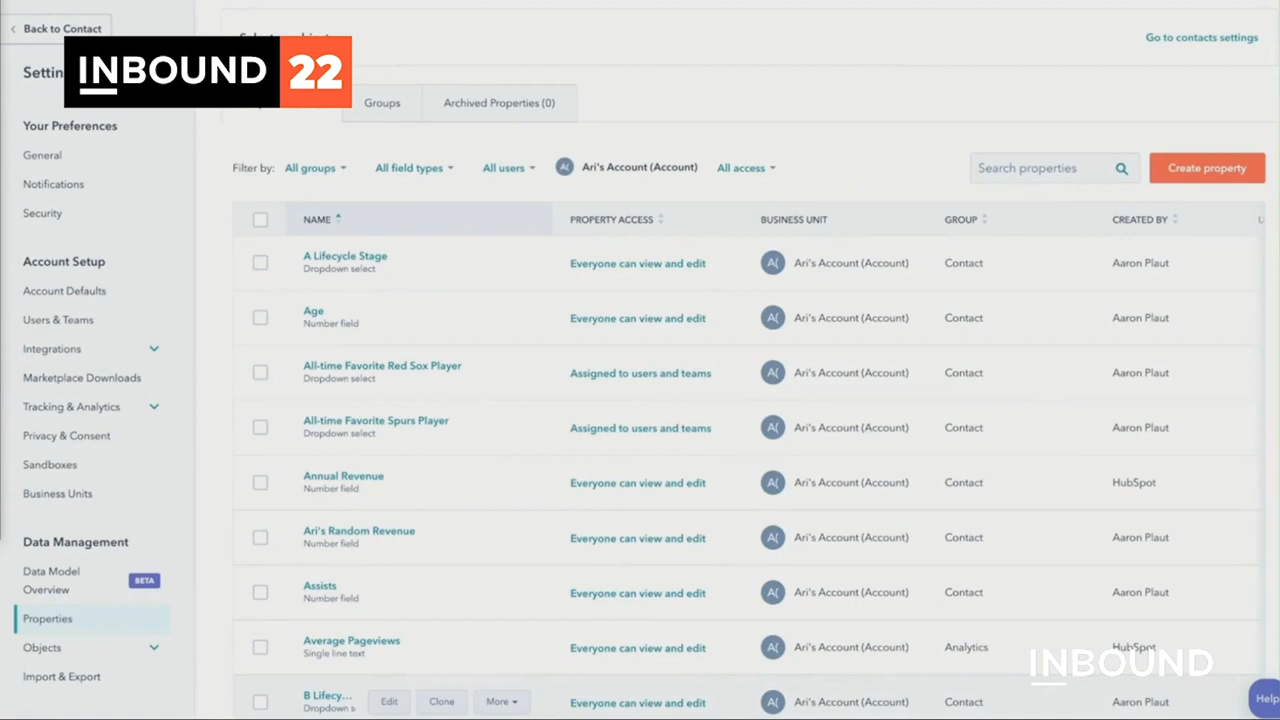 Back to Contact
Go to contacts settings
INBOUND 22
Your Preferences
General
Notifications
Security
Account Setup
Account Defaults
Users & Teams
Integrations
Marketplace Downloads
Tracking & Analytics
Privacy & Consent
Sandboxes
Business Units
Data Management
Data Model
Overview
BETA
Properties
Objects
Import & Export
Groups
Archived Properties (0)
Filter by: All groups All field types All users A( Ari's Account (Account) All access
Search properties
Create property
NAME PROPERTY ACCESS BUSINESS UNIT GROUP CREATED BY
A Lifecycle Stage
Dropdown select
Everyone can view and edit A( Ari's Account (Account) Contact Aaron Plaut
Age
Number field
Everyone can view and edit A( Ari's Account (Account) Contact Aaron Plaut
All-time Favorite Red Sox Player
Dropdown select
Assigned to users and teams A( Ari's Account (Account) Contact Aaron Plaut
All-time Favorite Spurs Player
Dropdown select
Assigned to users and teams A( Ari's Account (Account) Contact Aaron Plaut
Annual Revenue
Number field
Everyone can view and edit A( Ari's Account (Account) Contact HubSpot
Ari's Random Revenue
Number field
Everyone can view and edit A( Ari's Account (Account) Contact Aaron Plaut
Assists
Number field
Everyone can view and edit A( Ari's Account (Account) Contact Aaron Plaut
Average Pageviews
Single line text
Everyone can view and edit A( Ari's Account (Account) Analytics HubSpot
B Lifecy...
Dropdown s
Edit Clone More
Everyone can view and edit A( Ari's Account (Account) Contact Aaron Plaut
INBOUND
Help